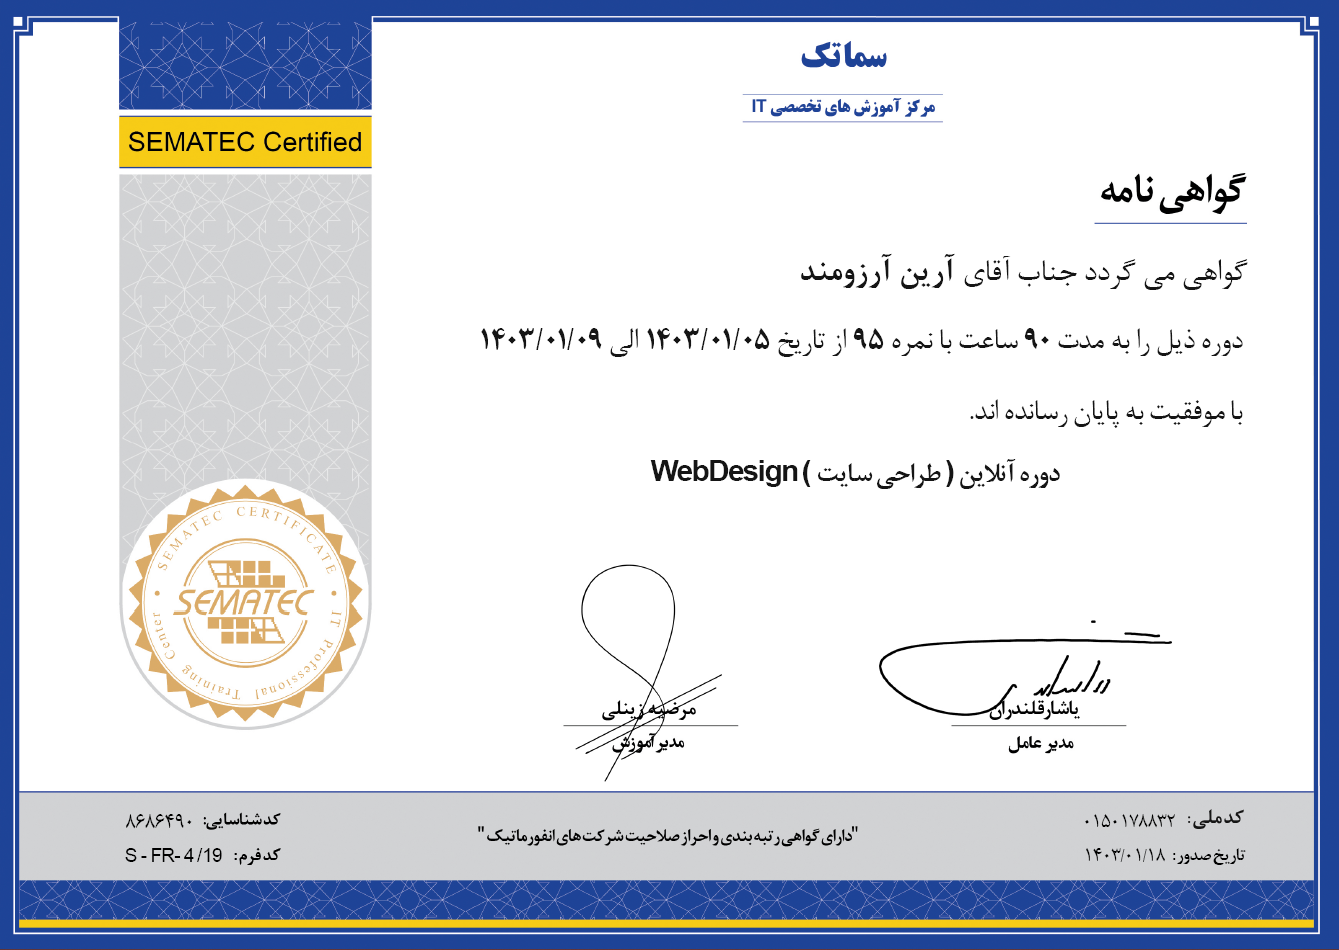 سماتک
مرکز آموزش های تخصصی IT
SEMATEC Certified
گواهی نامه
گواهی می گردد جناب آقای آرین آرزومند
دوره ذیل را به مدت ۹۰ ساعت با نمره ۹۵ از تاریخ ۱۴۰۳/۰۱/۰۵ الی ۱۴۰۳/۰۱/۰۹
با موفقیت به پایان رسانده اند.
دوره آنلاین ( طراحی سایت ) WebDesign
SEMATEC CERTIFICATE
SEMATEC
IT Professional Training Center
یاشارقلندران
مدیر عامل
مرضیه زینلی
مدیرآموزش
کدملی: ۰۱۵۰۱۷۸۸۳۲
تاریخ صدور: ۱۴۰۳/۰۱/۱۸
"دارای گواهی رتبه بندی و احراز صلاحیت شرکت های انفورماتیک"
کدشناسایی: ۸۶۸۶۴۹۰
کدفرم: S - FR- 4 /19